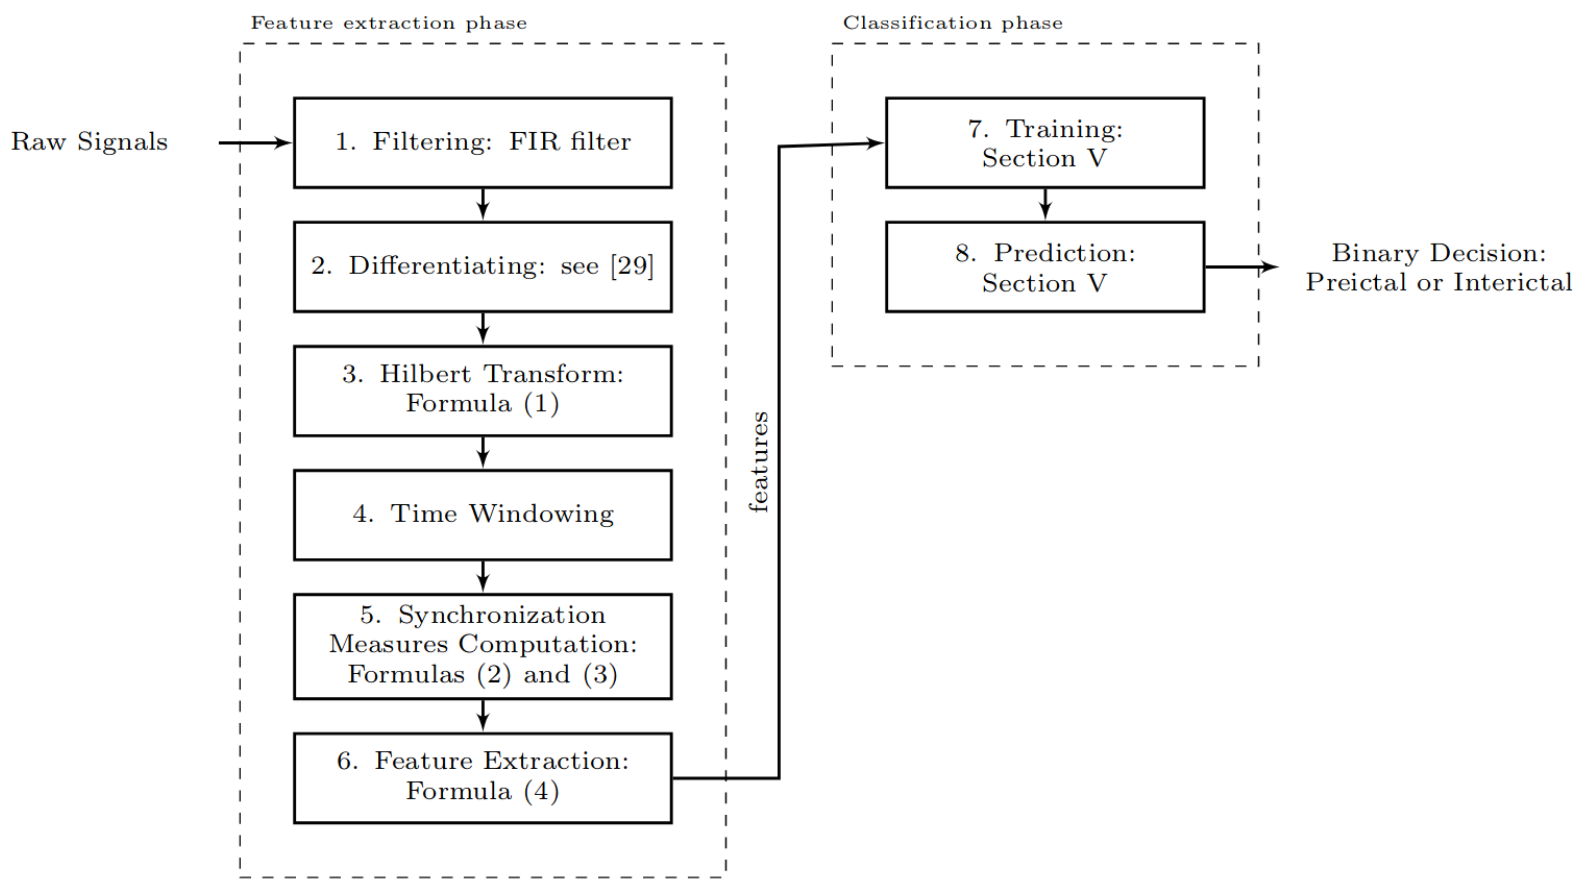 Feature extraction phase
Raw Signals
1. Filtering: FIR filter
2. Differentiating: see [29]
3. Hilbert Transform:
Formula (1)
4. Time Windowing
5. Synchronization
Measures Computation:
Formulas (2) and (3)
6. Feature Extraction:
Formula (4)
features
Classification phase
7. Training:
Section V
8. Prediction:
Section V
Binary Decision:
Preictal or Interictal